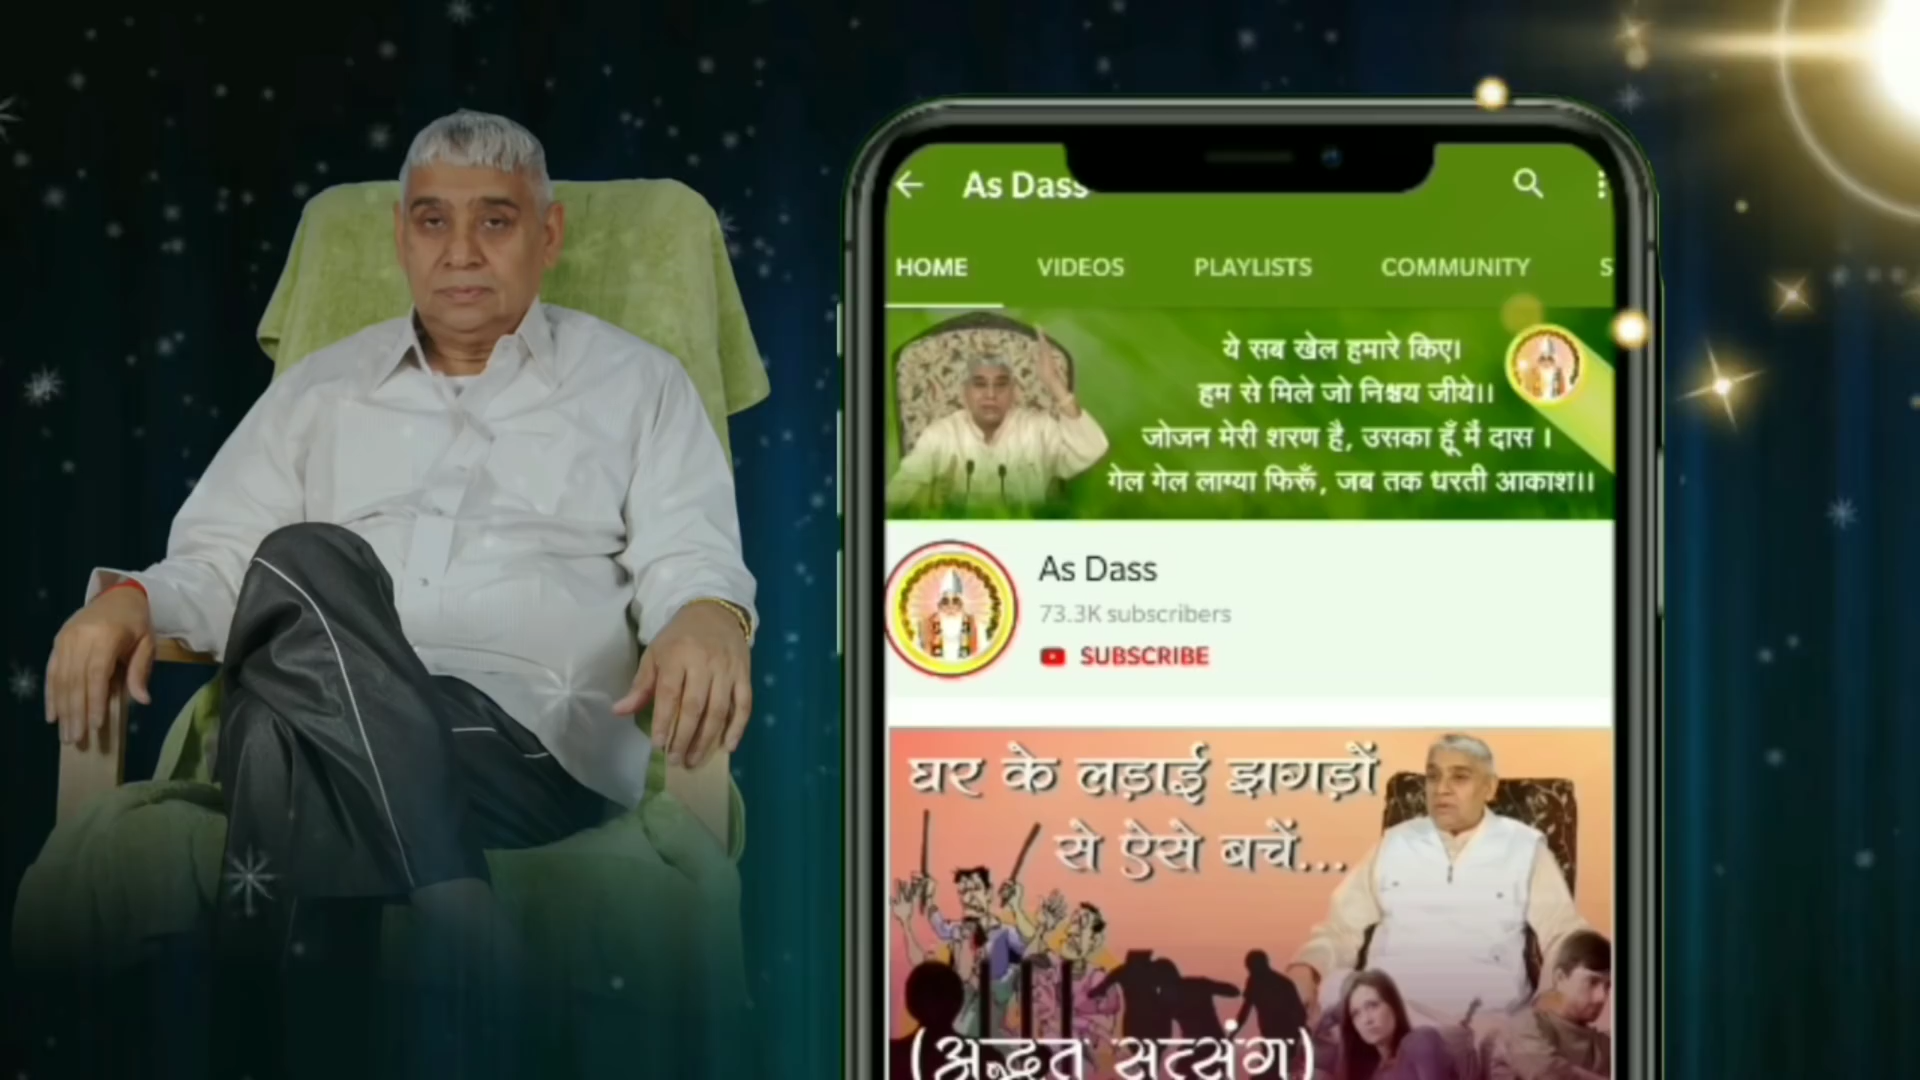 As Dass
HOME VIDEOS PLAYLISTS COMMUNITY S
ये सब खेल हमारे किए।
हम से मिले जो निश्चय जीये।।
जोजन मेरी शरण है, उसका हूँ मैं दास ।
गेल गेल लाग्या फिरूँ, जब तक धरती आकाश।।
As Dass
73.3K subscribers
SUBSCRIBE
घर के लड़ाई झगड़ों
से ऐसे बचें...
(अद्भुत सत्संग)